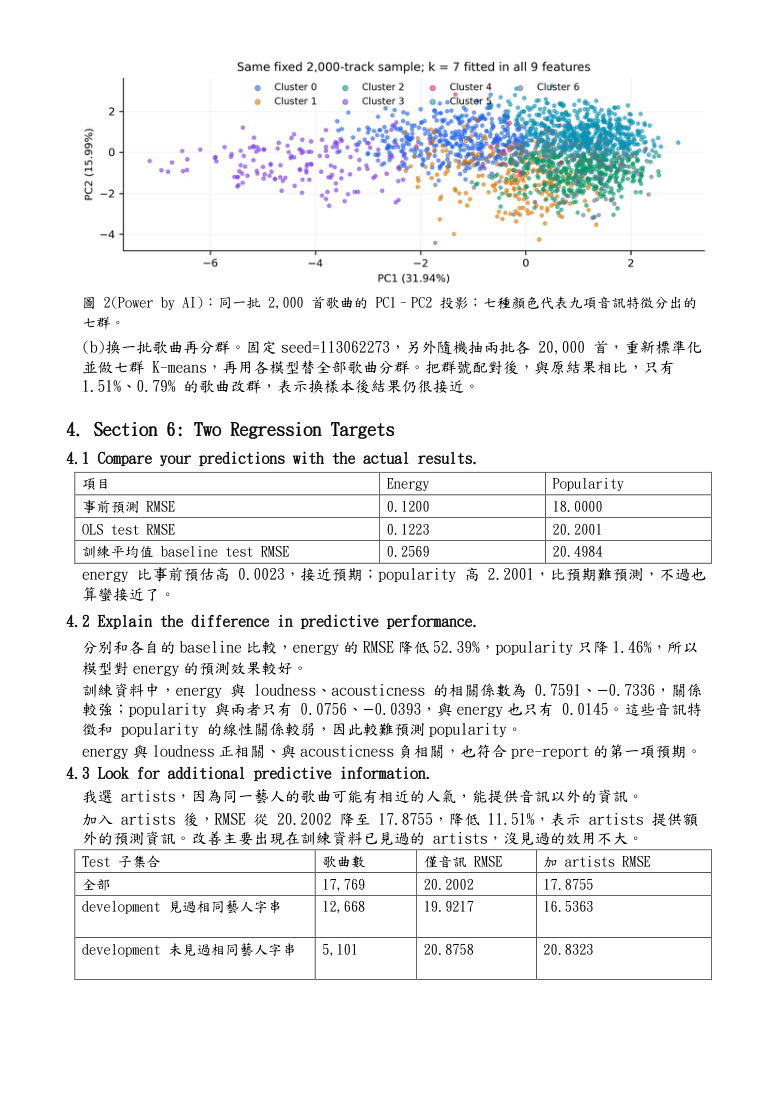 Same fixed 2,000-track sample; k = 7 fitted in all 9 features
Cluster 0 Cluster 2 Cluster 4 Cluster 6
Cluster 1 Cluster 3 Cluster 5
PC2 (15.99%)
2
0
−2
−4
−6 −4 −2 0 2
PC1 (31.94%)
圖 2(Power by AI)：同一批 2,000 首歌曲的 PC1–PC2 投影；七種顏色代表九項音訊特徵分出的
七群。
(b)換一批歌曲再分群。固定 seed=113062273，另外隨機抽兩批各 20,000 首，重新標準化
並做七群 K-means，再用各模型替全部歌曲分群。把群號配對後，與原結果相比，只有
1.51%、0.79% 的歌曲改群，表示換樣本後結果仍很接近。
4. Section 6: Two Regression Targets
4.1 Compare your predictions with the actual results.
項目 Energy Popularity
事前預測 RMSE 0.1200 18.0000
OLS test RMSE 0.1223 20.2001
訓練平均值 baseline test RMSE 0.2569 20.4984
energy 比事前預估高 0.0023，接近預期；popularity 高 2.2001，比預期難預測，不過也
算蠻接近了。
4.2 Explain the difference in predictive performance.
分別和各自的 baseline 比較，energy 的 RMSE 降低 52.39%，popularity 只降 1.46%，所以
模型對 energy 的預測效果較好。
訓練資料中，energy 與 loudness、acousticness 的相關係數為 0.7591、−0.7336，關係
較強；popularity 與兩者只有 0.0756、−0.0393，與 energy 也只有 0.0145。這些音訊特
徵和 popularity 的線性關係較弱，因此較難預測 popularity。
energy 與 loudness 正相關、與 acousticness 負相關，也符合 pre-report 的第一項預期。
4.3 Look for additional predictive information.
我選 artists，因為同一藝人的歌曲可能有相近的人氣，能提供音訊以外的資訊。
加入 artists 後，RMSE 從 20.2002 降至 17.8755，降低 11.51%，表示 artists 提供額
外的預測資訊。改善主要出現在訓練資料已見過的 artists，沒見過的效用不大。
Test 子集合 歌曲數 僅音訊 RMSE 加 artists RMSE
全部 17,769 20.2002 17.8755
development 見過相同藝人字串 12,668 19.9217 16.5363
development 未見過相同藝人字串 5,101 20.8758 20.8323